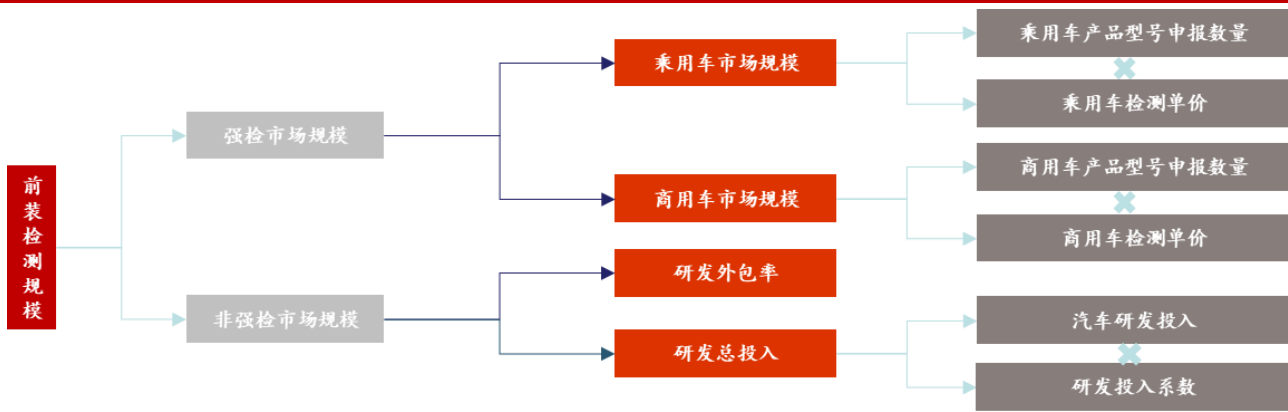 前装检测规模
强检市场规模
非强检市场规模
乘用车市场规模
商用车市场规模
研发外包率
研发总投入
乘用车产品型号申报数量
乘用车检测单价
商用车产品型号申报数量
商用车检测单价
汽车研发投入
研发投入系数